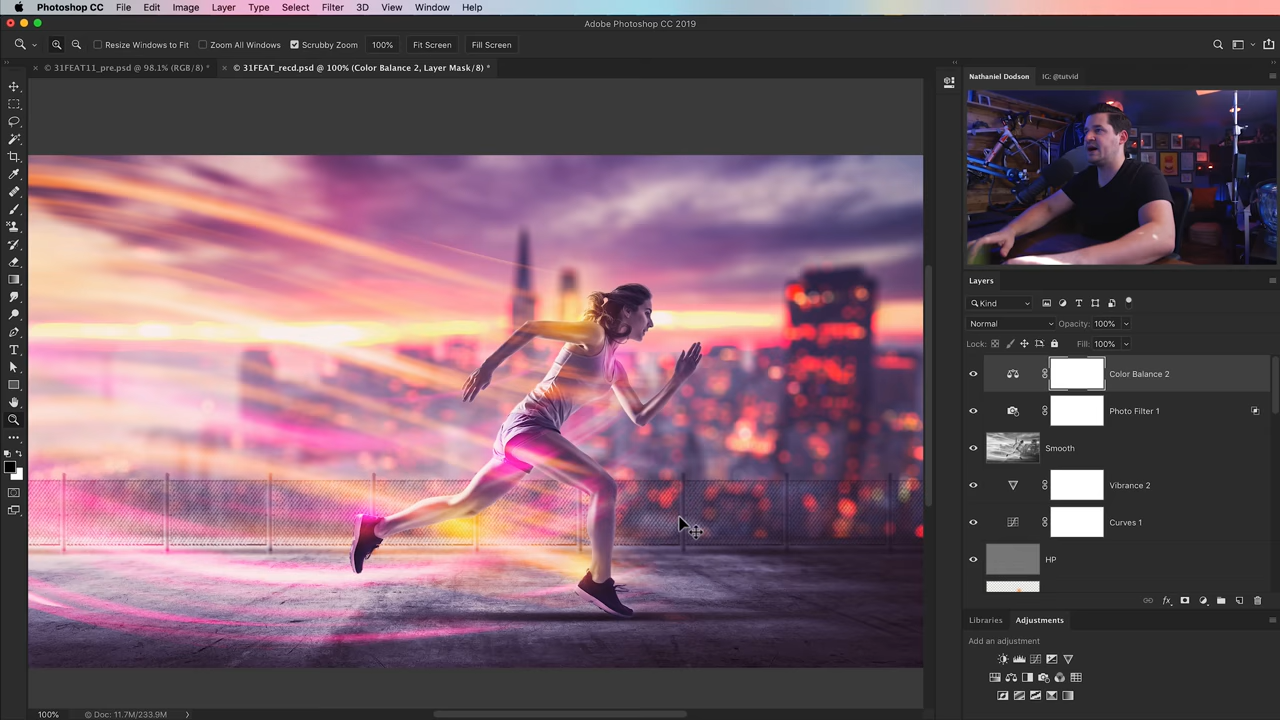 Photoshop CC File Edit Image Layer Type Select Filter 3D View Window Help
Adobe Photoshop CC 2019
Resize Windows to Fit Zoom All Windows Scrubby Zoom 100% Fit Screen Fill Screen
× © 31FEAT11_pre.psd @ 98.1% (RGB/8) * × © 31FEAT_recd.psd @ 100% (Color Balance 2, Layer Mask/8) *
Nathaniel Dodson IG: @tutvid
Layers
Kind
Normal Opacity: 100%
Lock: Fill: 100%
Color Balance 2
Photo Filter 1
Smooth
Vibrance 2
Curves 1
HP
fx
Libraries Adjustments
Add an adjustment
100% © Doc: 11.7M/233.9M